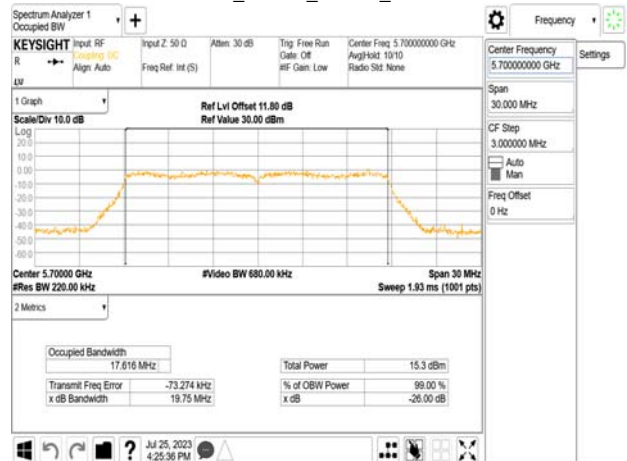 Spectrum Analyzer 1
Occupied BW
Frequency
KEYSIGHT
R
Input: RF
Coupling: DC
Align: Auto
Input Z: 50 Ω
Freq Ref: Int (S)
Atten: 30 dB
Trig: Free Run
Gate: Off
#IF Gain: Low
Center Freq: 5.700000000 GHz
Avg|Hold: 10/10
Radio Std: None
Center Frequency
5.700000000 GHz
Settings
Span
30.000 MHz
CF Step
3.000000 MHz
Auto
Man
Freq Offset
0 Hz
1 Graph
Scale/Div 10.0 dB
Ref Lvl Offset 11.80 dB
Ref Value 30.00 dBm
Log
20.0
10.0
0.00
-10.0
-20.0
-30.0
-40.0
-50.0
-60.0
Center 5.70000 GHz
#Res BW 220.00 kHz
#Video BW 680.00 kHz
Span 30 MHz
Sweep 1.93 ms (1001 pts)
2 Metrics
Occupied Bandwidth
17.616 MHz
Transmit Freq Error -73.274 kHz
x dB Bandwidth 19.75 MHz
Total Power 15.3 dBm
% of OBW Power 99.00 %
x dB -26.00 dB
?
Jul 25, 2023
4:25:36 PM